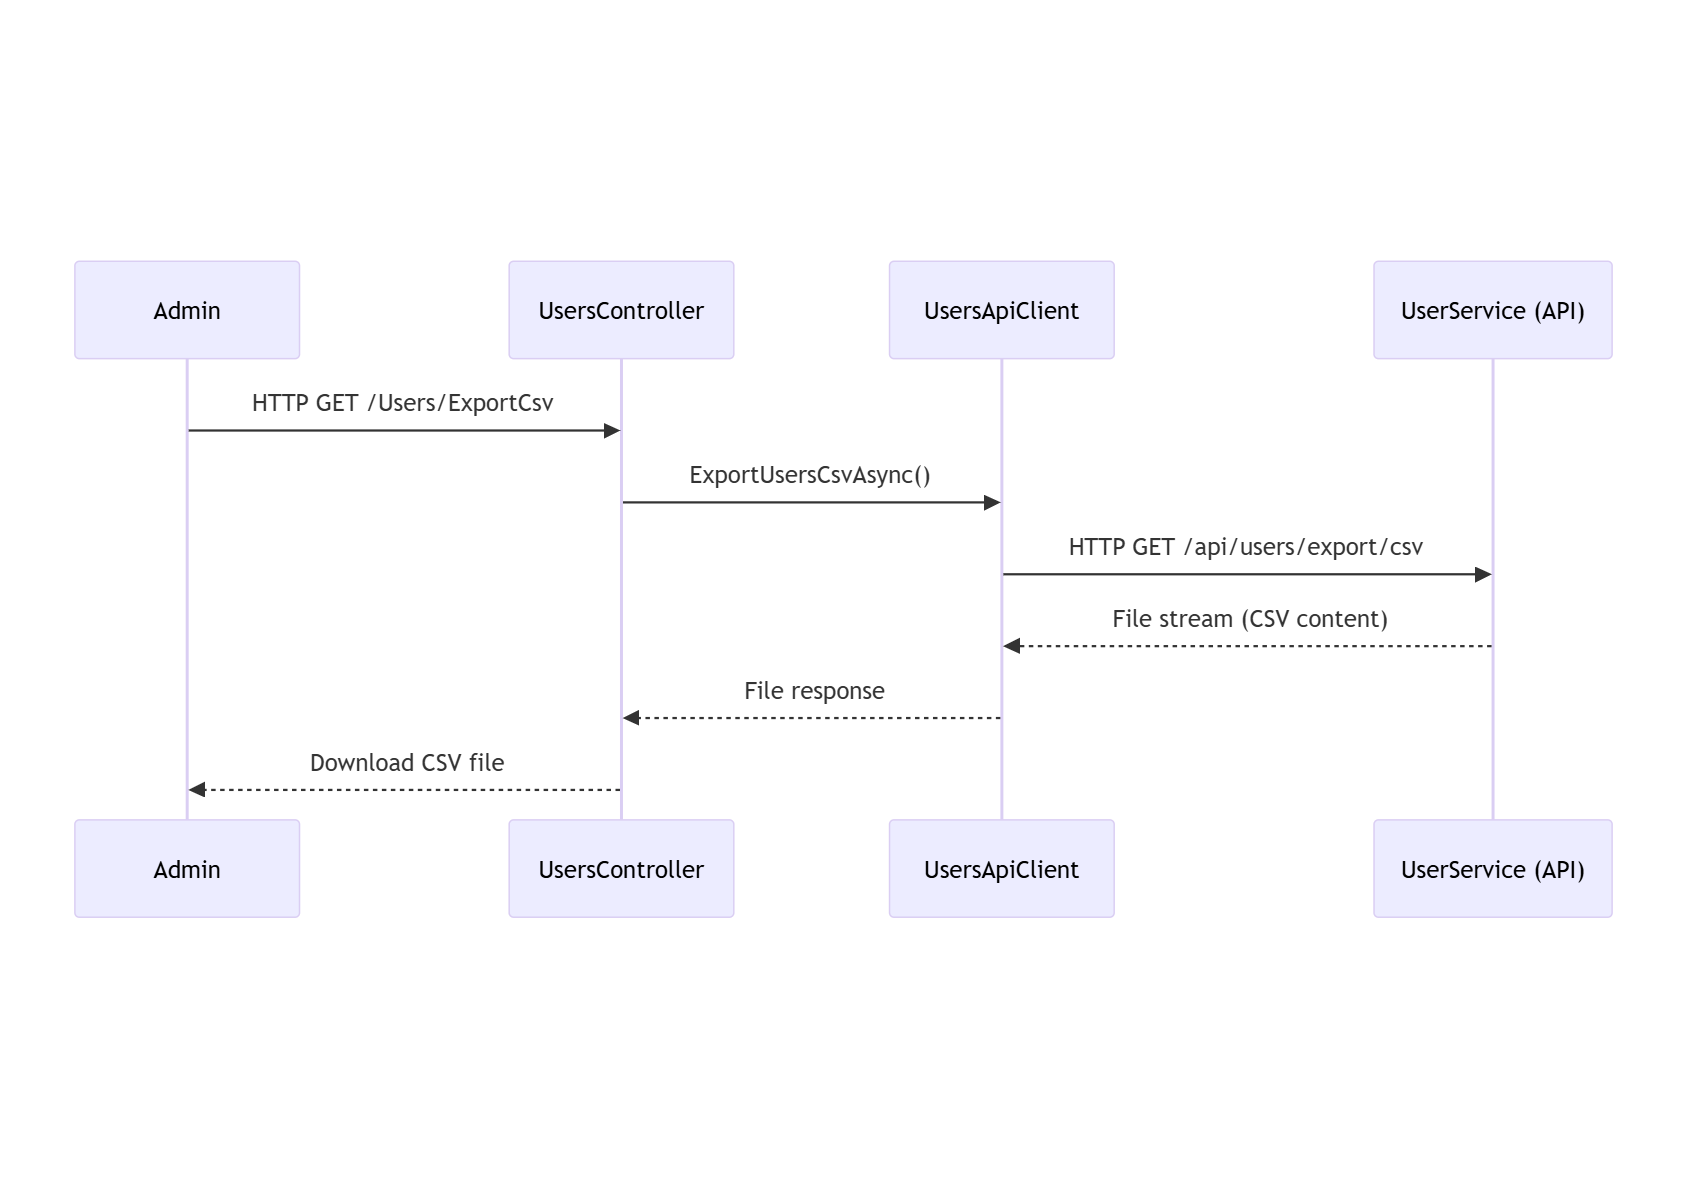 Admin
UsersController
UsersApiClient
UserService (API)
HTTP GET /Users/ExportCsv
ExportUsersCsvAsync()
HTTP GET /api/users/export/csv
File stream (CSV content)
File response
Download CSV file
Admin
UsersController
UsersApiClient
UserService (API)